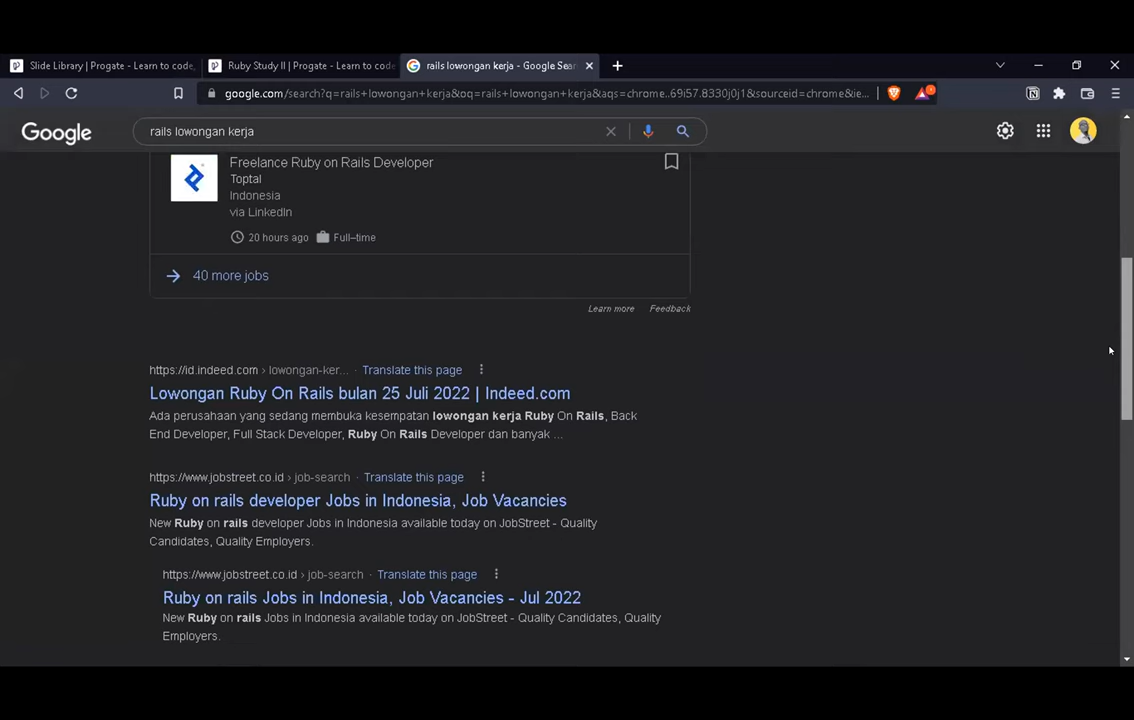 Slide Library | Progate - Learn to code,
Ruby Study II | Progate - Learn to code
rails lowongan kerja - Google Sear
google.com/search?q=rails+lowongan+kerja&oq=rails+lowongan+kerja&aqs=chrome..69i57.8330j0j1&sourceid=chrome&ie...
Google
rails lowongan kerja
Freelance Ruby on Rails Developer
Toptal
Indonesia
via LinkedIn
20 hours ago Full–time
40 more jobs
Learn more Feedback
https://id.indeed.com › lowongan-ker... · Translate this page
Lowongan Ruby On Rails bulan 25 Juli 2022 | Indeed.com
Ada perusahaan yang sedang membuka kesempatan lowongan kerja Ruby On Rails, Back
End Developer, Full Stack Developer, Ruby On Rails Developer dan banyak ...
https://www.jobstreet.co.id › job-search · Translate this page
Ruby on rails developer Jobs in Indonesia, Job Vacancies
New Ruby on rails developer Jobs in Indonesia available today on JobStreet - Quality
Candidates, Quality Employers.
https://www.jobstreet.co.id › job-search · Translate this page
Ruby on rails Jobs in Indonesia, Job Vacancies - Jul 2022
New Ruby on rails Jobs in Indonesia available today on JobStreet - Quality Candidates, Quality
Employers.